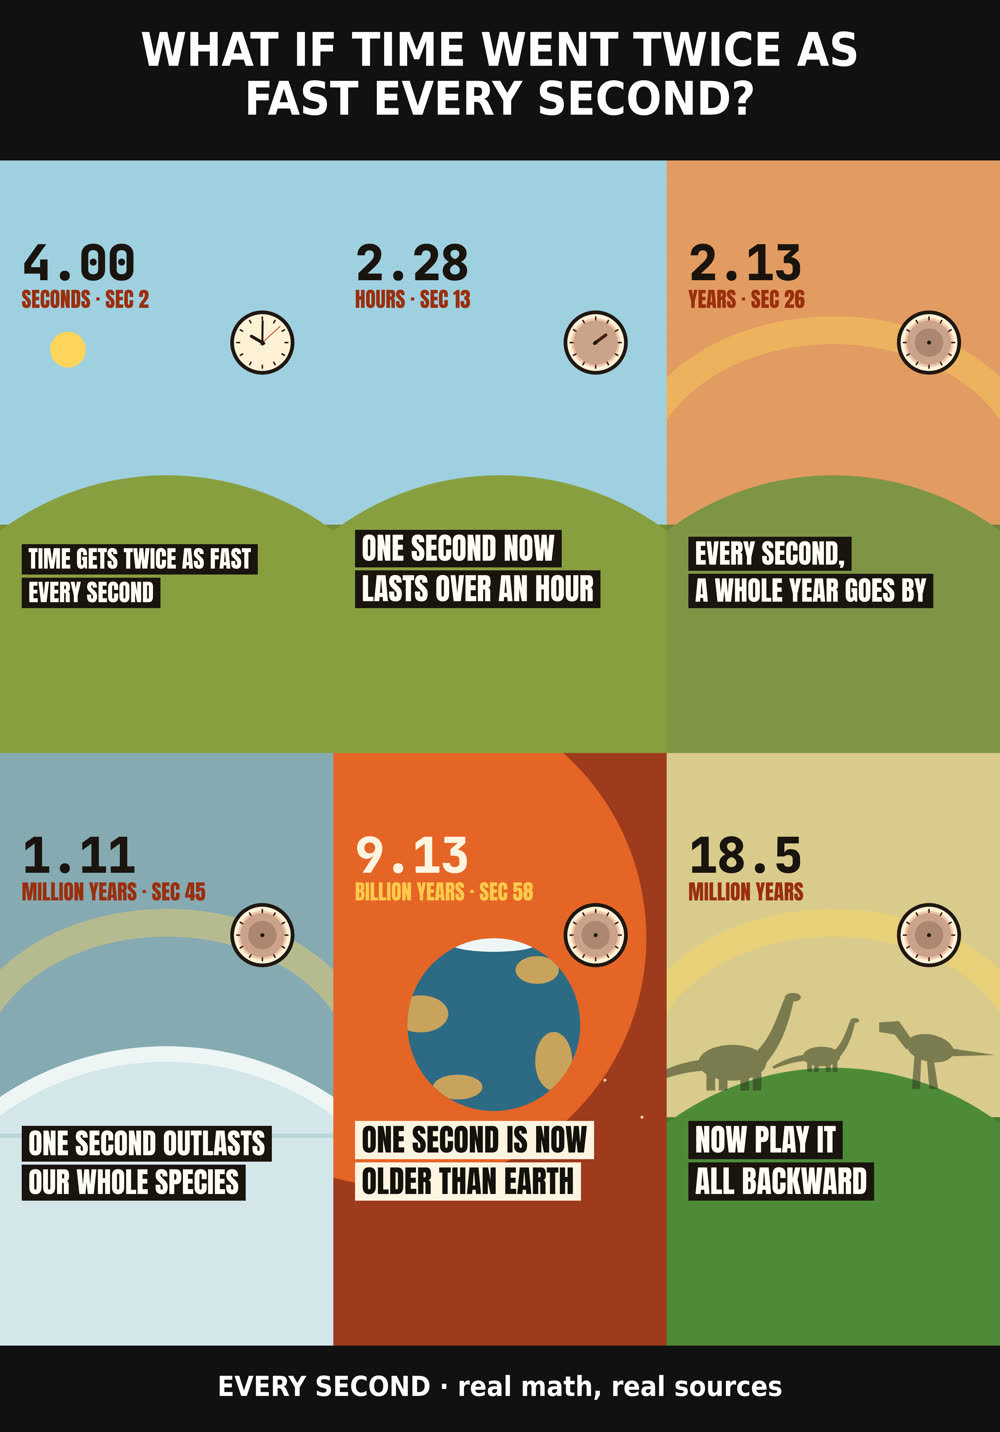 WHAT IF TIME WENT TWICE AS
FAST EVERY SECOND?
4.00
SECONDS · SEC 2
TIME GETS TWICE AS FAST
EVERY SECOND
2.28
HOURS · SEC 13
ONE SECOND NOW
LASTS OVER AN HOUR
2.13
YEARS · SEC 26
EVERY SECOND,
A WHOLE YEAR GOES BY
1.11
MILLION YEARS · SEC 45
ONE SECOND OUTLASTS
OUR WHOLE SPECIES
9.13
BILLION YEARS · SEC 58
ONE SECOND IS NOW
OLDER THAN EARTH
18.5
MILLION YEARS
NOW PLAY IT
ALL BACKWARD
EVERY SECOND · real math, real sources